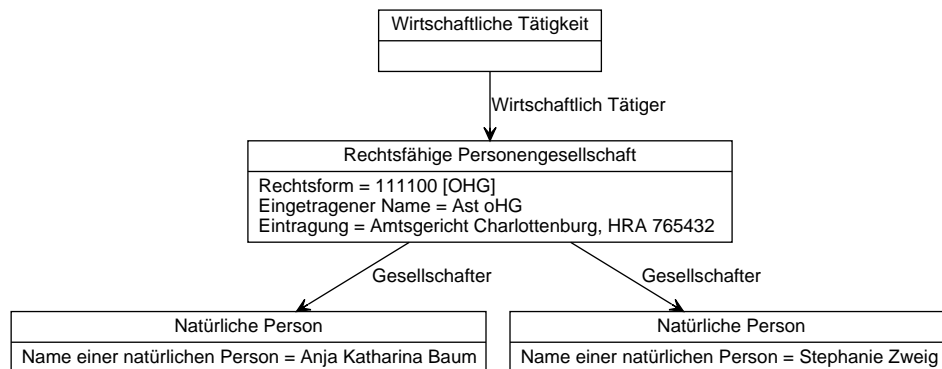 Wirtschaftliche Tätigkeit
Wirtschaftlich Tätiger
Rechtsfähige Personengesellschaft
Rechtsform = 111100 [OHG]
Eingetragener Name = Ast oHG
Eintragung = Amtsgericht Charlottenburg, HRA 765432
Gesellschafter
Gesellschafter
Natürliche Person
Name einer natürlichen Person = Anja Katharina Baum
Natürliche Person
Name einer natürlichen Person = Stephanie Zweig